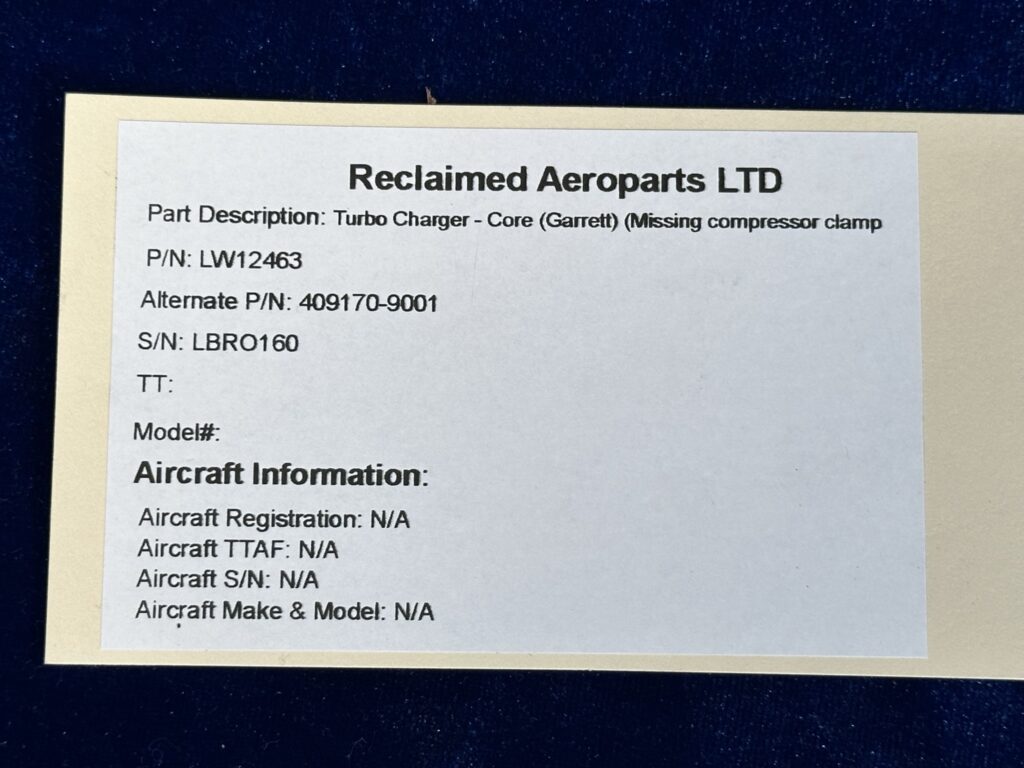 Reclaimed Aeroparts LTD
Part Description: Turbo Charger - Core (Garrett) (Missing compressor clamp
P/N: LW12463
Alternate P/N: 409170-9001
S/N: LBRO160
TT:
Model#:
Aircraft Information:
Aircraft Registration: N/A
Aircraft TTAF: N/A
Aircraft S/N: N/A
Aircraft Make & Model: N/A